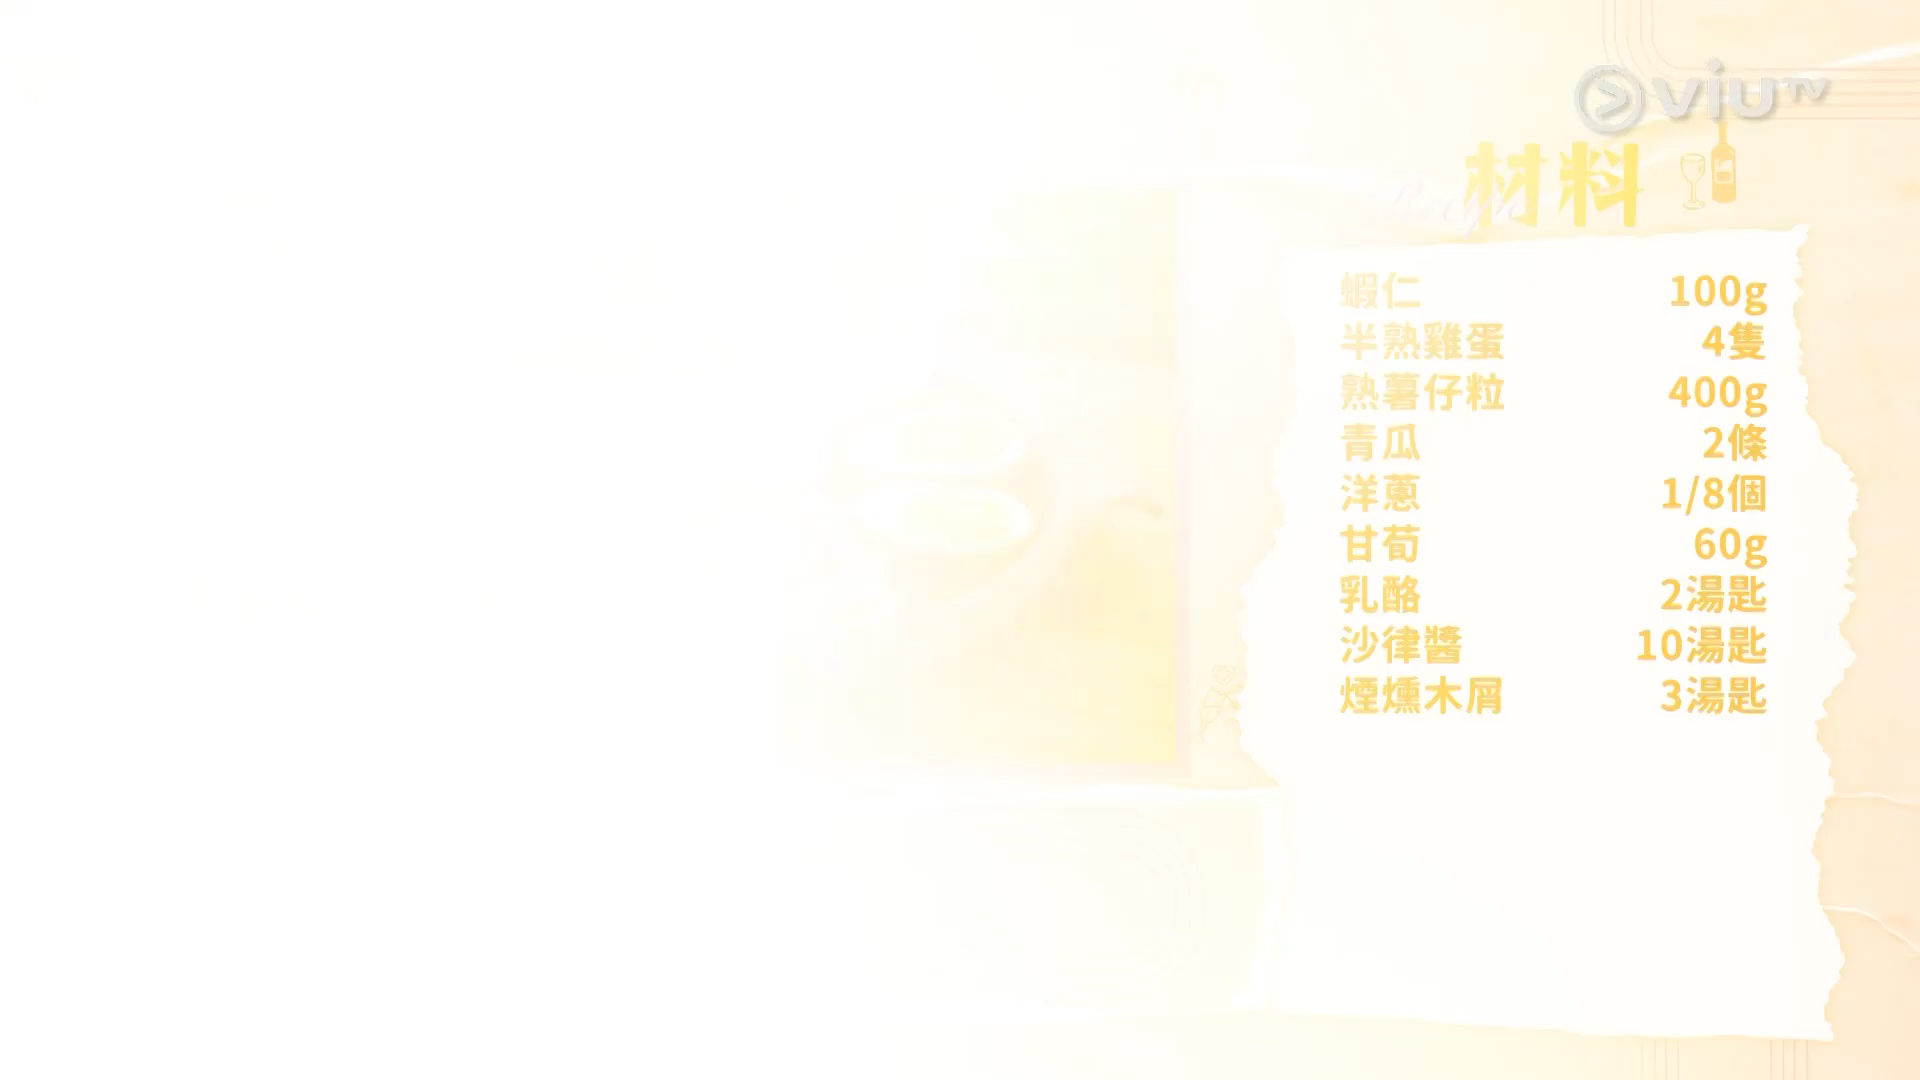 viu TV
材料
蝦仁 100g
半熟雞蛋 4隻
熟薯仔粒 400g
青瓜 2條
洋蔥 1/8個
甘荀 60g
乳酪 2湯匙
沙律醬 10湯匙
煙燻木屑 3湯匙